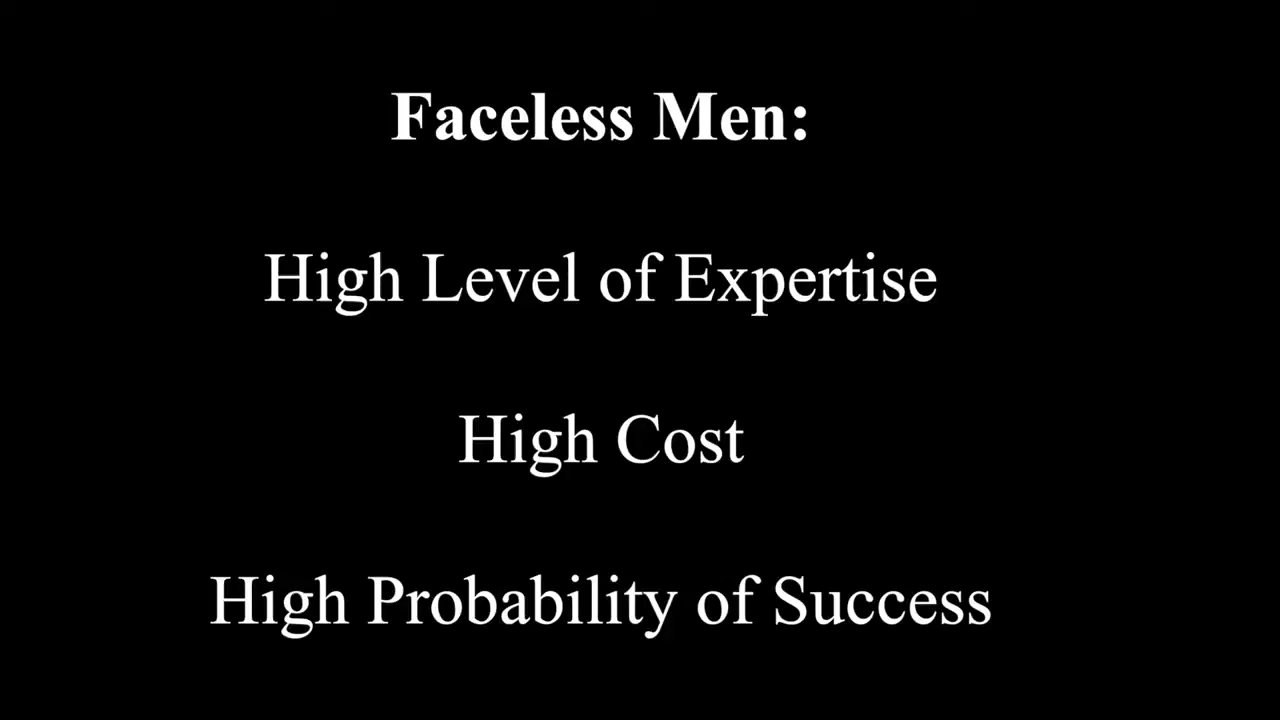 Faceless Men:
High Level of Expertise
High Cost
High Probability of Success